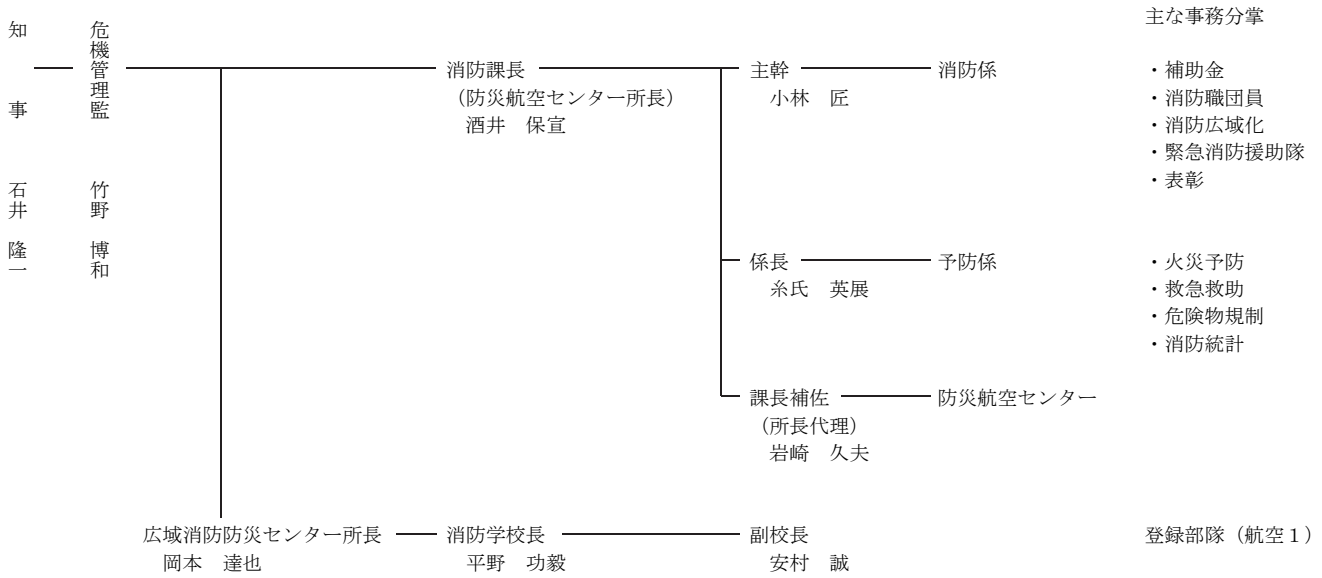 主な事務分掌
知事　石井　隆一
危機管理監　竹野　博和
消防課長
（防災航空センター所長）
酒井　保宣
主幹
小林　匠
消防係
・補助金
・消防職団員
・消防広域化
・緊急消防援助隊
・表彰
係長
糸氏　英展
予防係
・火災予防
・救急救助
・危険物規制
・消防統計
課長補佐
（所長代理）
岩崎　久夫
防災航空センター
広域消防防災センター所長
岡本　達也
消防学校長
平野　功毅
副校長
安村　誠
登録部隊（航空１）